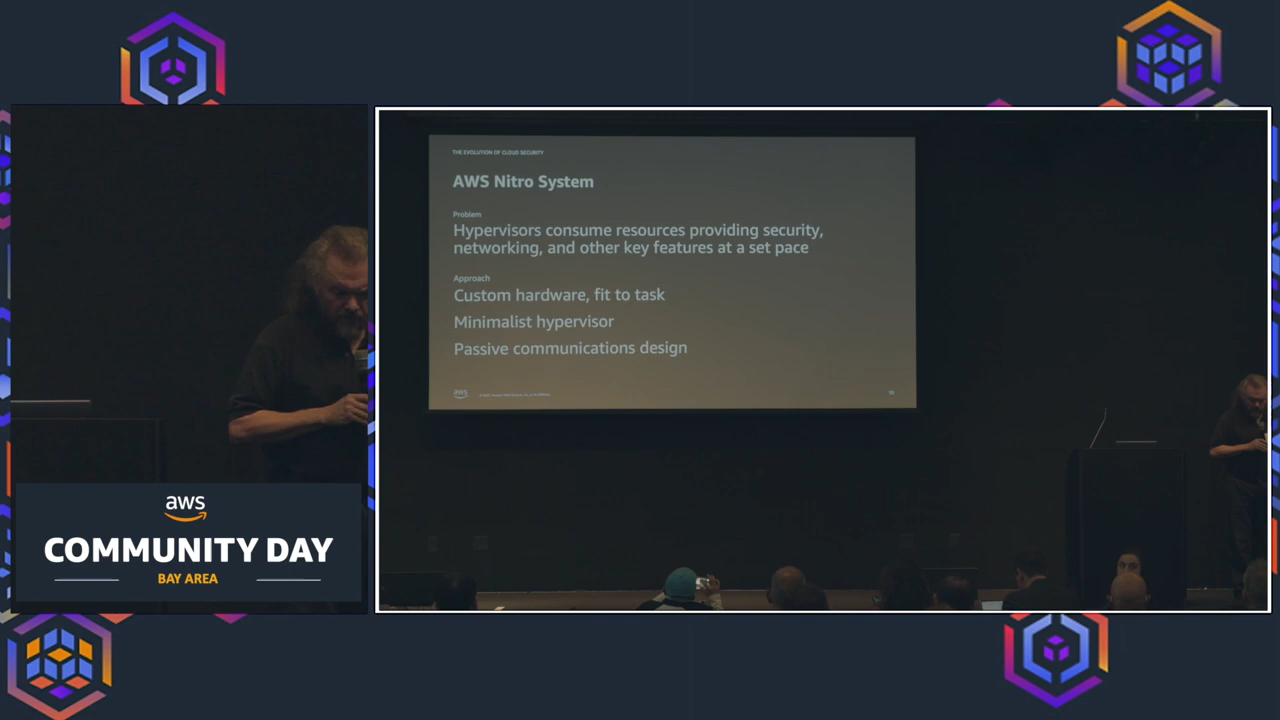 THE EVOLUTION OF CLOUD SECURITY
AWS Nitro System
Problem
Hypervisors consume resources providing security,
networking, and other key features at a set pace
Approach
Custom hardware, fit to task
Minimalist hypervisor
Passive communications design
aws
aws
COMMUNITY DAY
BAY AREA